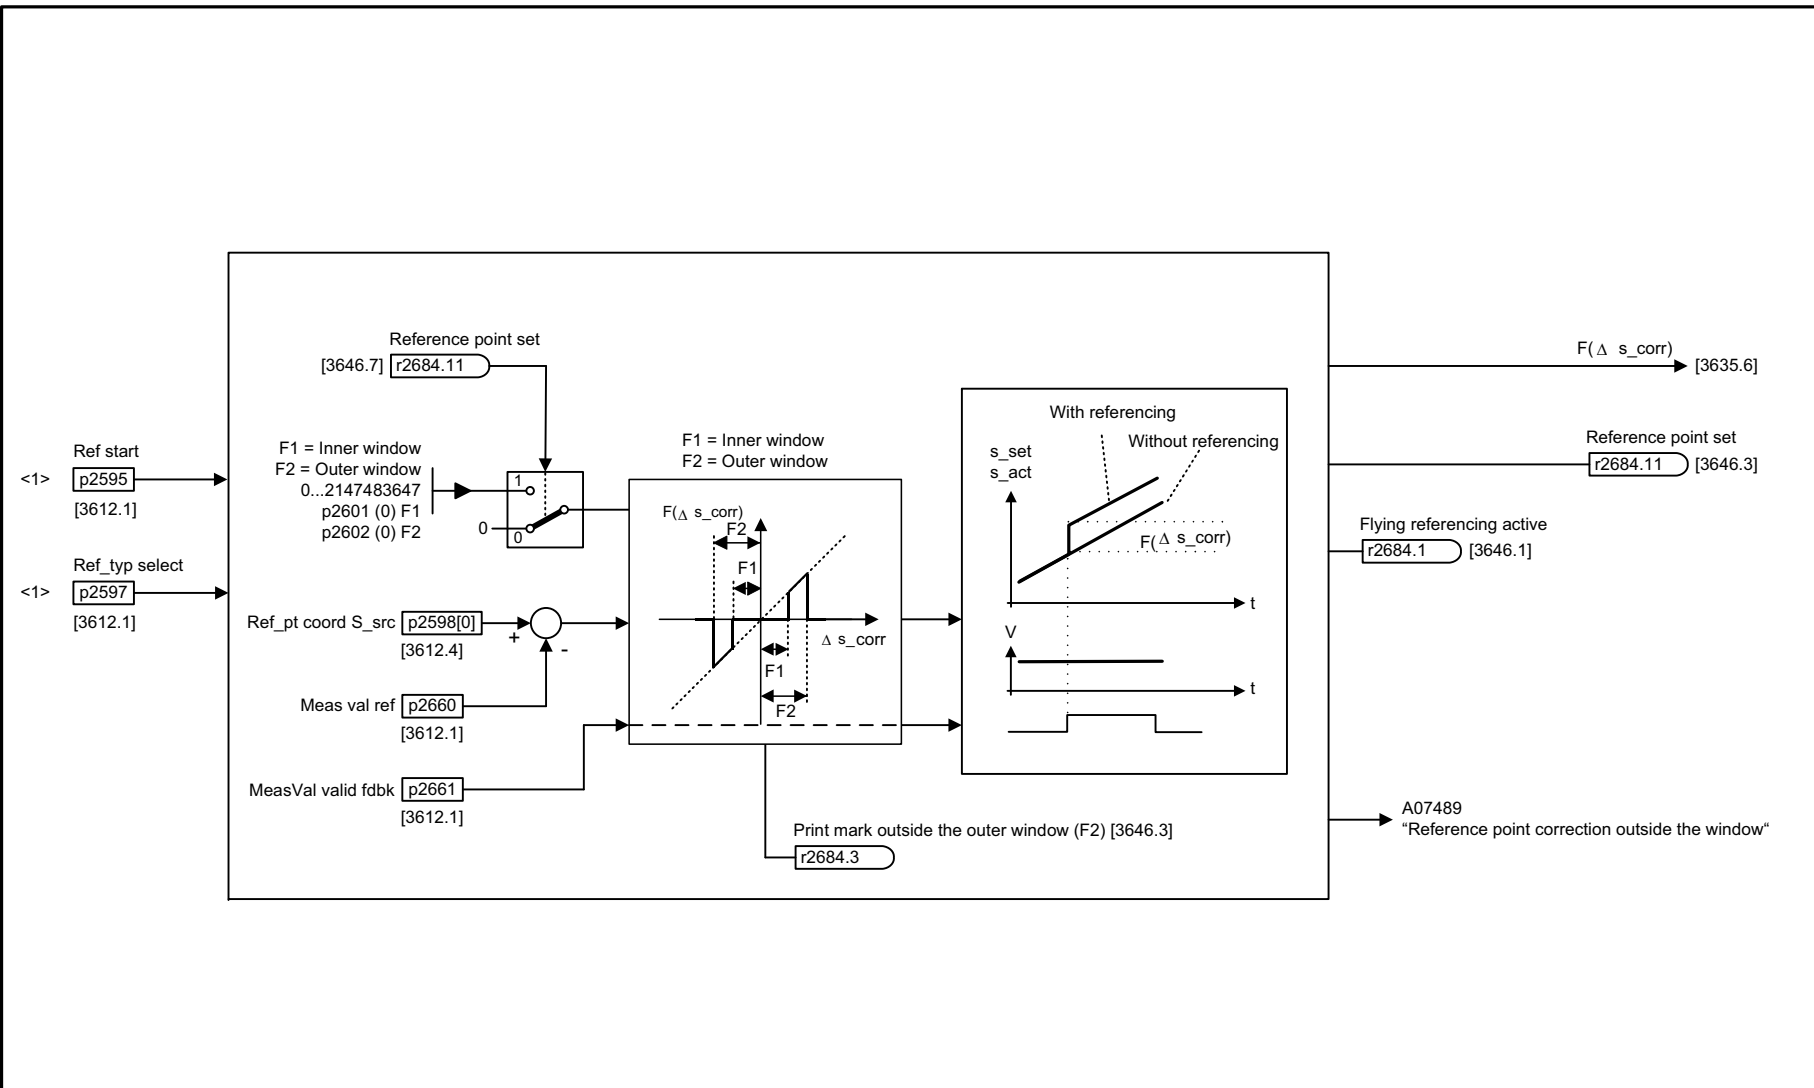 Reference point set
[3646.7] r2684.11
F1 = Inner window
F2 = Outer window
0...2147483647
p2601 (0) F1
p2602 (0) F2
1
0
0
Ref start
<1> p2595
[3612.1]
Ref_typ select
<1> p2597
[3612.1]
Ref_pt coord S_src p2598[0]
[3612.4]
+
-
Meas val ref p2660
[3612.1]
MeasVal valid fdbk p2661
[3612.1]
F1 = Inner window
F2 = Outer window
F(Δ s_corr)
F2
F1
Δ s_corr
F1
F2
Print mark outside the outer window (F2) [3646.3]
r2684.3
With referencing
Without referencing
s_set
s_act
F(Δ s_corr)
t
V
t
F(Δ s_corr)
[3635.6]
Reference point set
r2684.11 [3646.3]
Flying referencing active
r2684.1 [3646.1]
A07489
“Reference point correction outside the window“